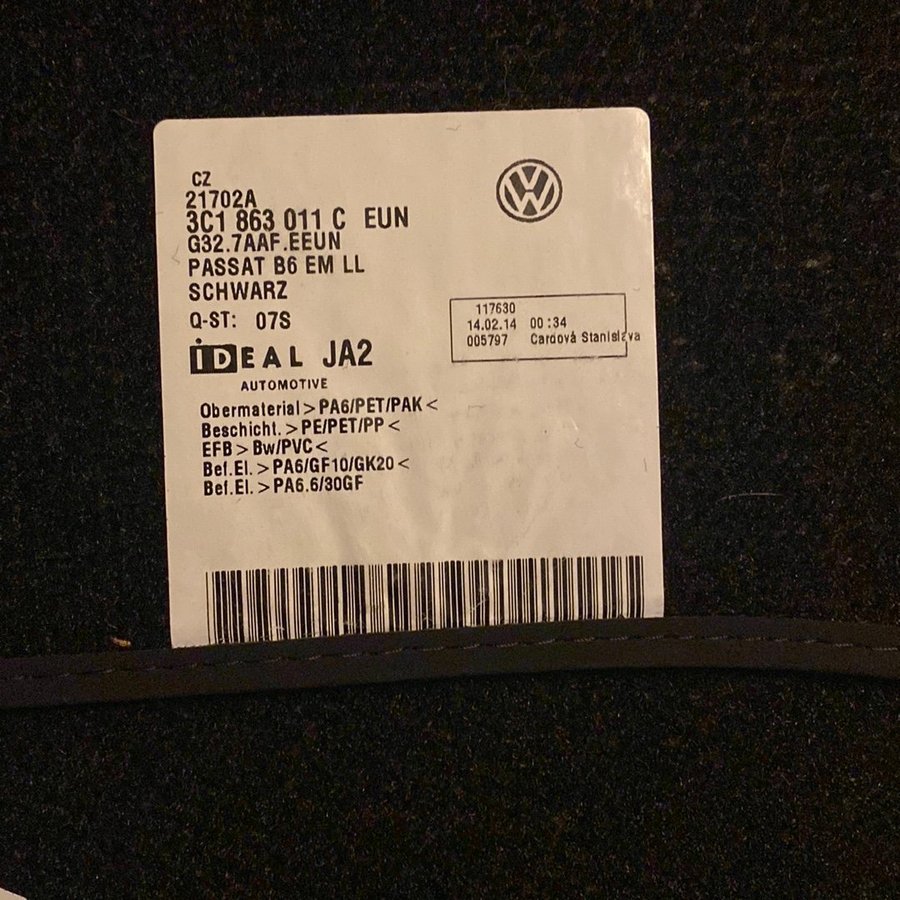 CZ
21702A
3C1 863 011 C EUN
G32.7AAF.EEUN
PASSAT B6 EM LL
SCHWARZ
Q-ST: 07S
iDEAL JA2
AUTOMOTIVE
VW
117630
14.02.14 00:34
005797 Cardová Stanislava
Obermaterial>PA6/PET/PAK<
Beschicht.>PE/PET/PP<
EFB>Bw/PVC<
Bef.El.>PA6/GF10/GK20<
Bef.El.>PA6.6/30GF